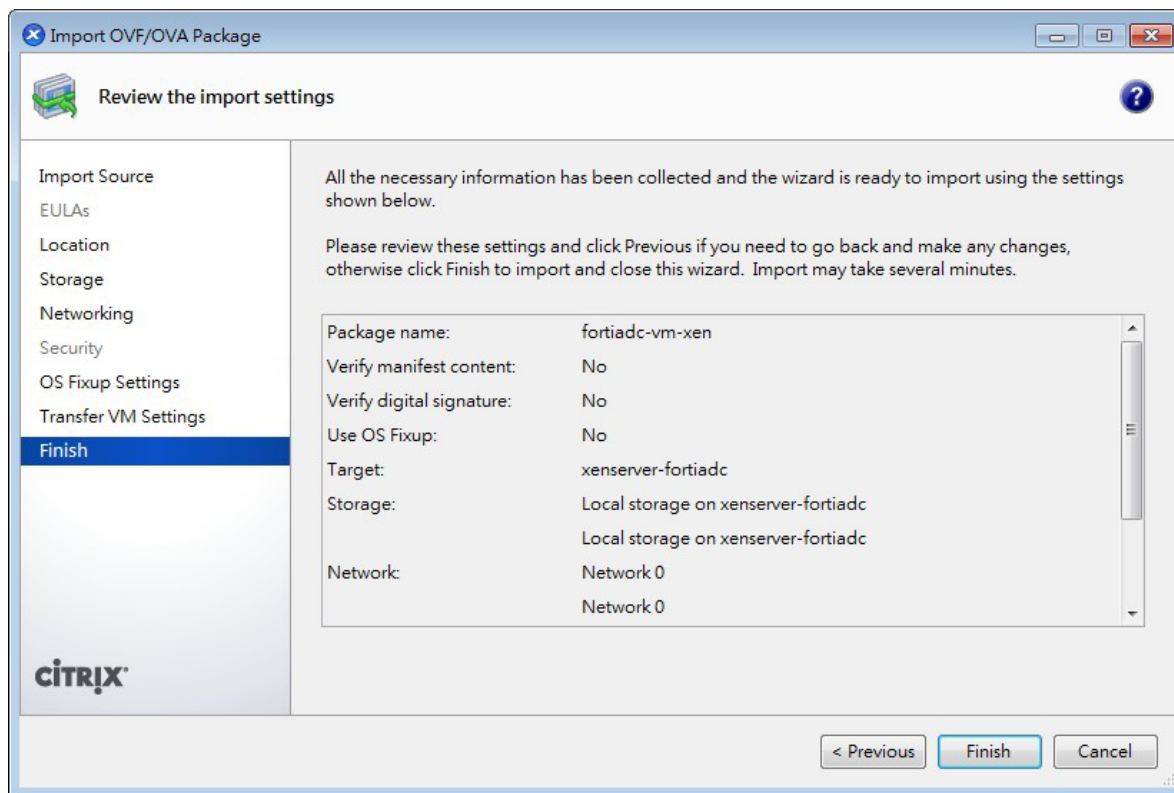 Import OVF/OVA Package
Review the import settings
?
Import Source
EULAs
Location
Storage
Networking
Security
OS Fixup Settings
Transfer VM Settings
Finish
CİTRIX
All the necessary information has been collected and the wizard is ready to import using the settings
shown below.
Please review these settings and click Previous if you need to go back and make any changes,
otherwise click Finish to import and close this wizard. Import may take several minutes.
Package name: fortiadc-vm-xen
Verify manifest content: No
Verify digital signature: No
Use OS Fixup: No
Target: xenserver-fortiadc
Storage: Local storage on xenserver-fortiadc
Local storage on xenserver-fortiadc
Network: Network 0
Network 0
< Previous Finish Cancel